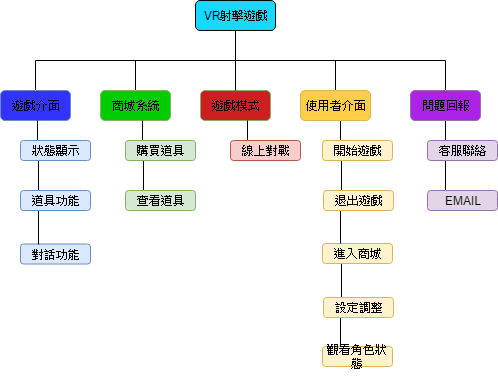 VR射擊遊戲
遊戲介面
商城系統
遊戲模式
使用者介面
問題回報
狀態顯示
購買道具
線上對戰
開始遊戲
客服聯絡
道具功能
查看道具
退出遊戲
EMAIL
對話功能
進入商城
設定調整
觀看角色狀
態